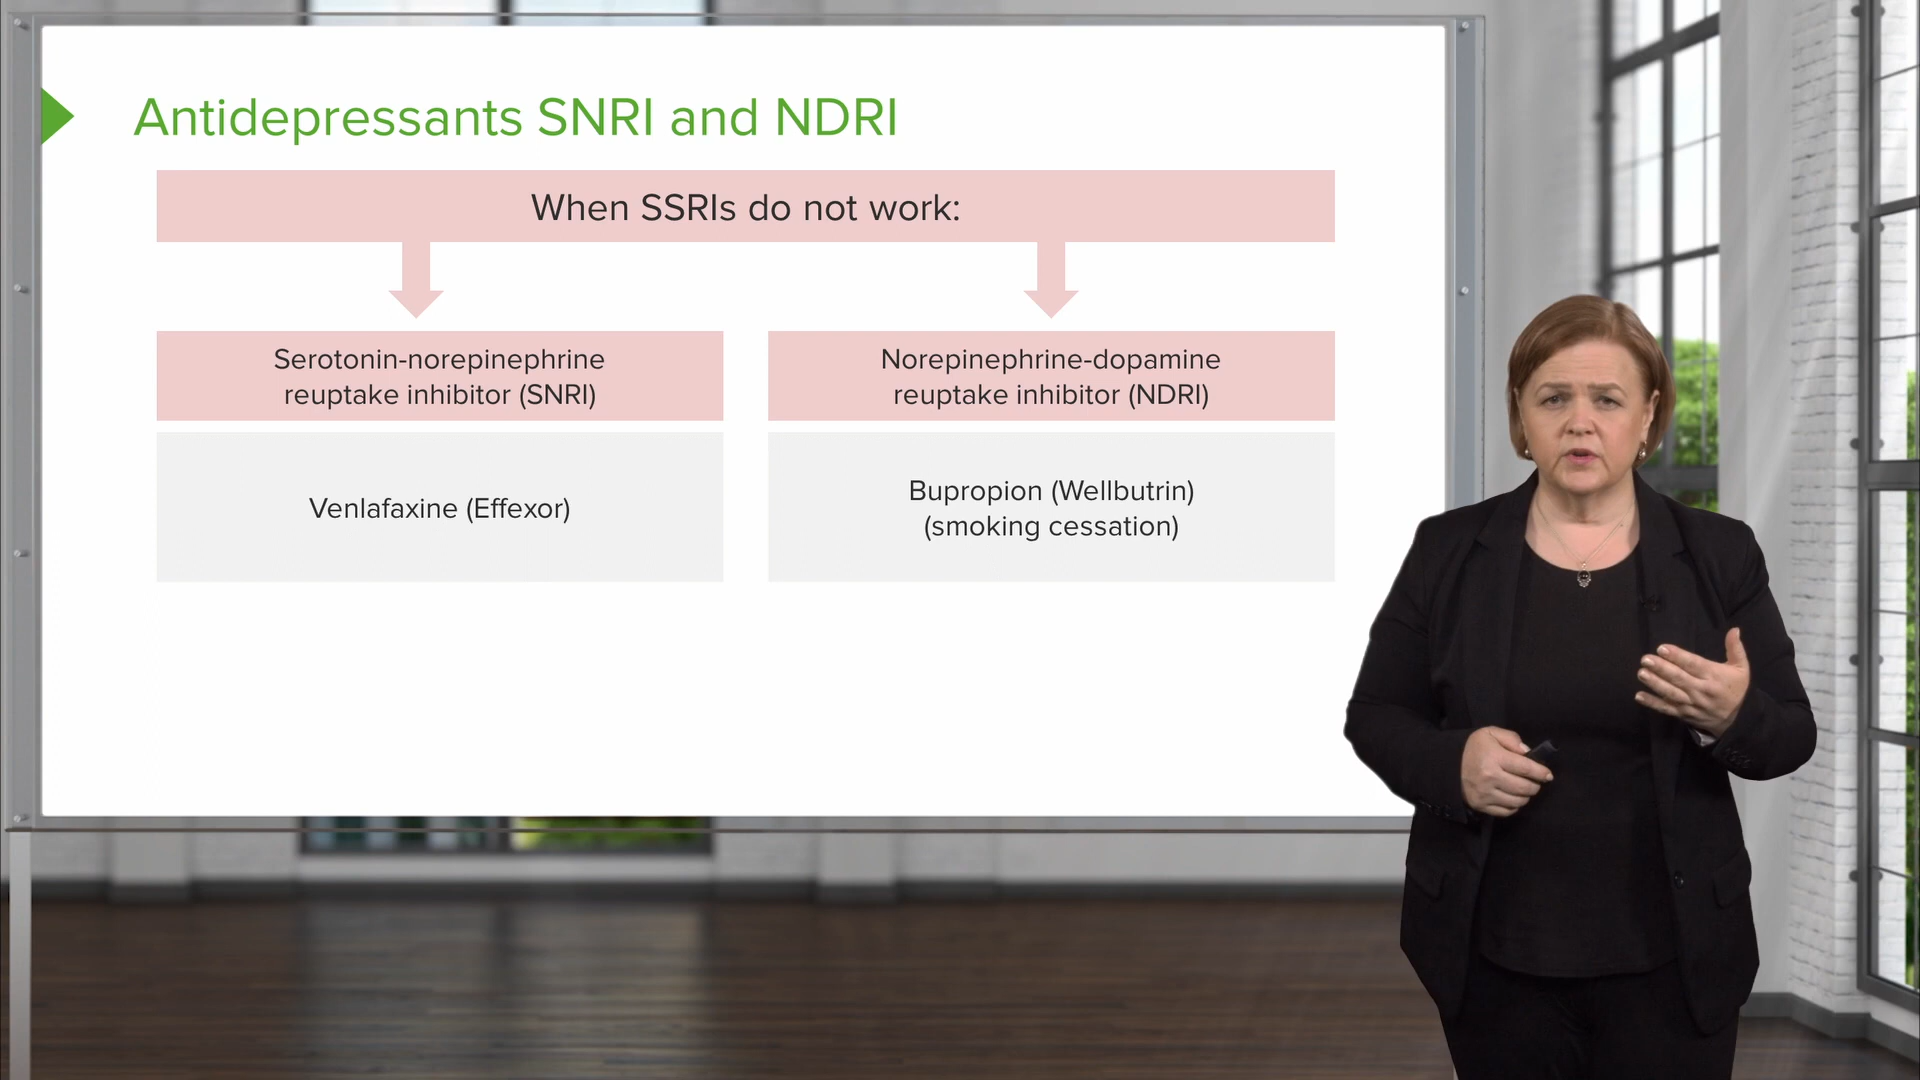 Antidepressants SNRI and NDRI
When SSRIs do not work:
Serotonin-norepinephrine
reuptake inhibitor (SNRI)
Norepinephrine-dopamine
reuptake inhibitor (NDRI)
Venlafaxine (Effexor)
Bupropion (Wellbutrin)
(smoking cessation)